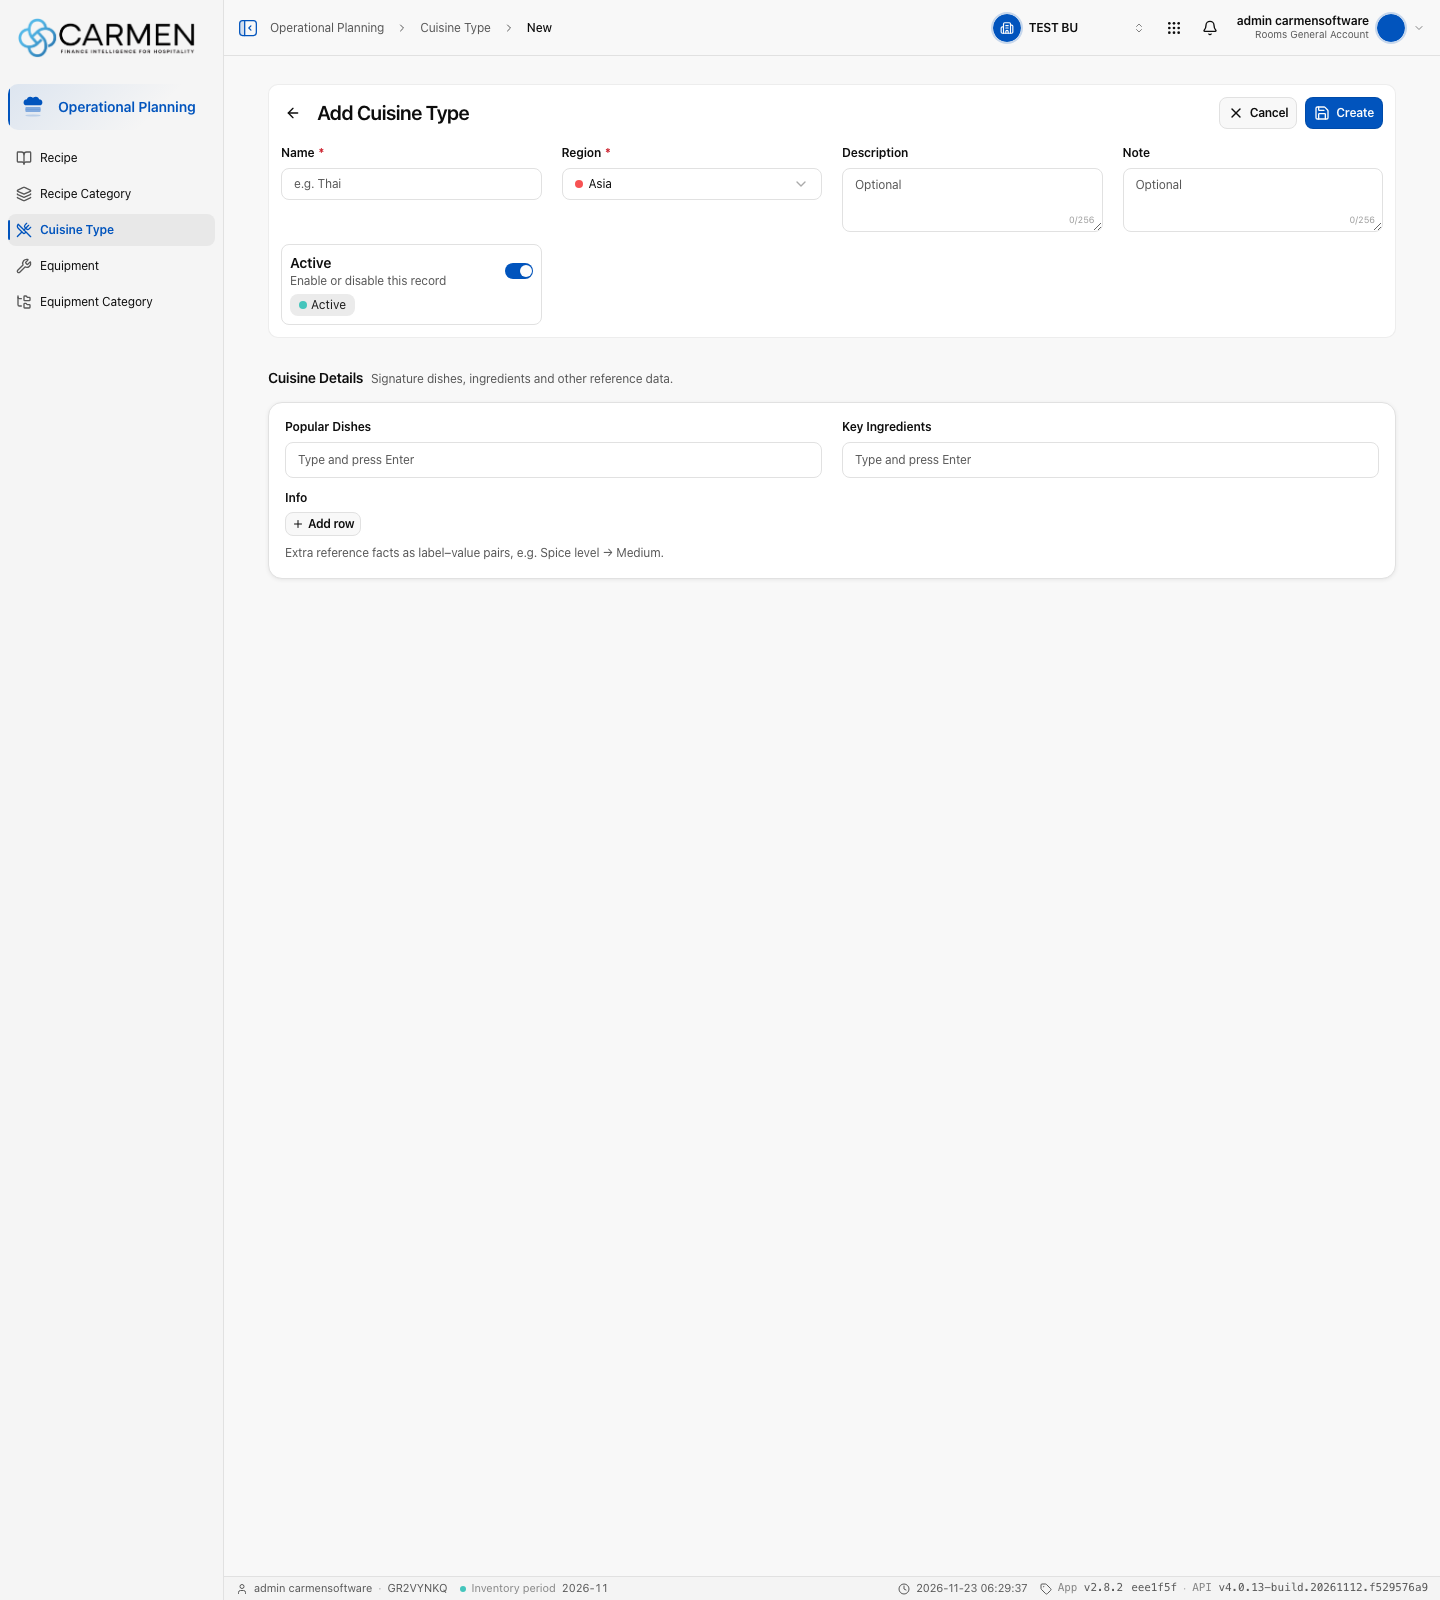 CARMEN
FINANCE INTELLIGENCE FOR HOSPITALITY
Operational Planning
Recipe
Recipe Category
Cuisine Type
Equipment
Equipment Category
Operational Planning > Cuisine Type > New
TEST BU
admin carmensoftware
Rooms General Account
Add Cuisine Type
Cancel
Create
Name *
Region *
Description
Note
e.g. Thai
Asia
Optional
0/256
Optional
0/256
Active
Enable or disable this record
Active
Cuisine Details Signature dishes, ingredients and other reference data.
Popular Dishes
Key Ingredients
Type and press Enter
Type and press Enter
Info
+ Add row
Extra reference facts as label–value pairs, e.g. Spice level → Medium.
admin carmensoftware · GR2VYNKQ Inventory period 2026-11
2026-11-23 06:29:37 App v2.8.2 eee1f5f · API v4.0.13-build.20261112.f529576a9